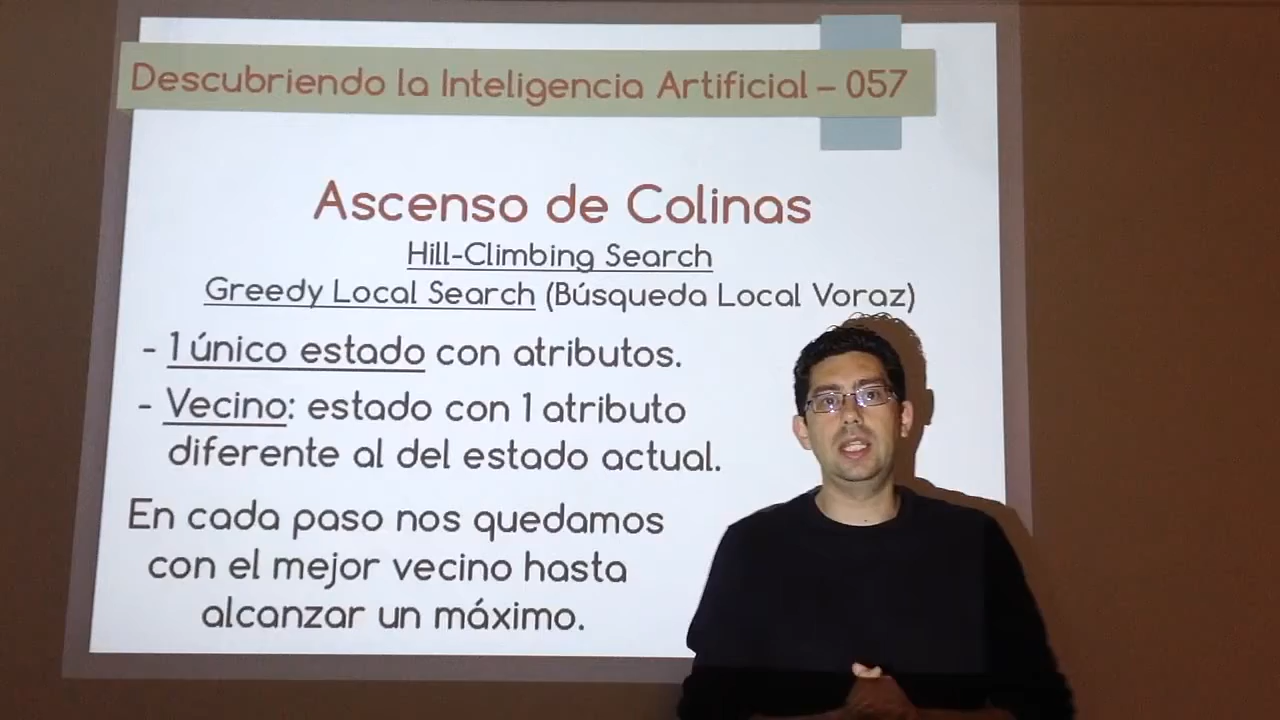 Descubriendo la Inteligencia Artificial – 057
Ascenso de Colinas
Hill-Climbing Search
Greedy Local Search (Búsqueda Local Voraz)
- 1 único estado con atributos.
- Vecino: estado con 1 atributo
diferente al del estado actual.
En cada paso nos quedamos
con el mejor vecino hasta
alcanzar un máximo.